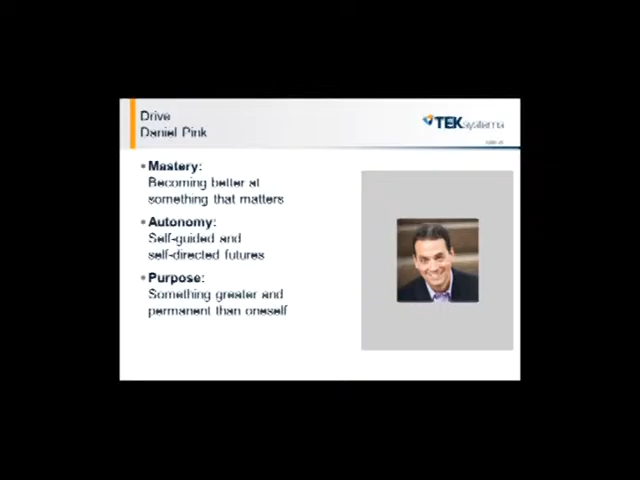 Drive
Daniel Pink
TEKsystems
• Mastery:
Becoming better at
something that matters
• Autonomy:
Self-guided and
self-directed futures
• Purpose:
Something greater and
permanent than oneself